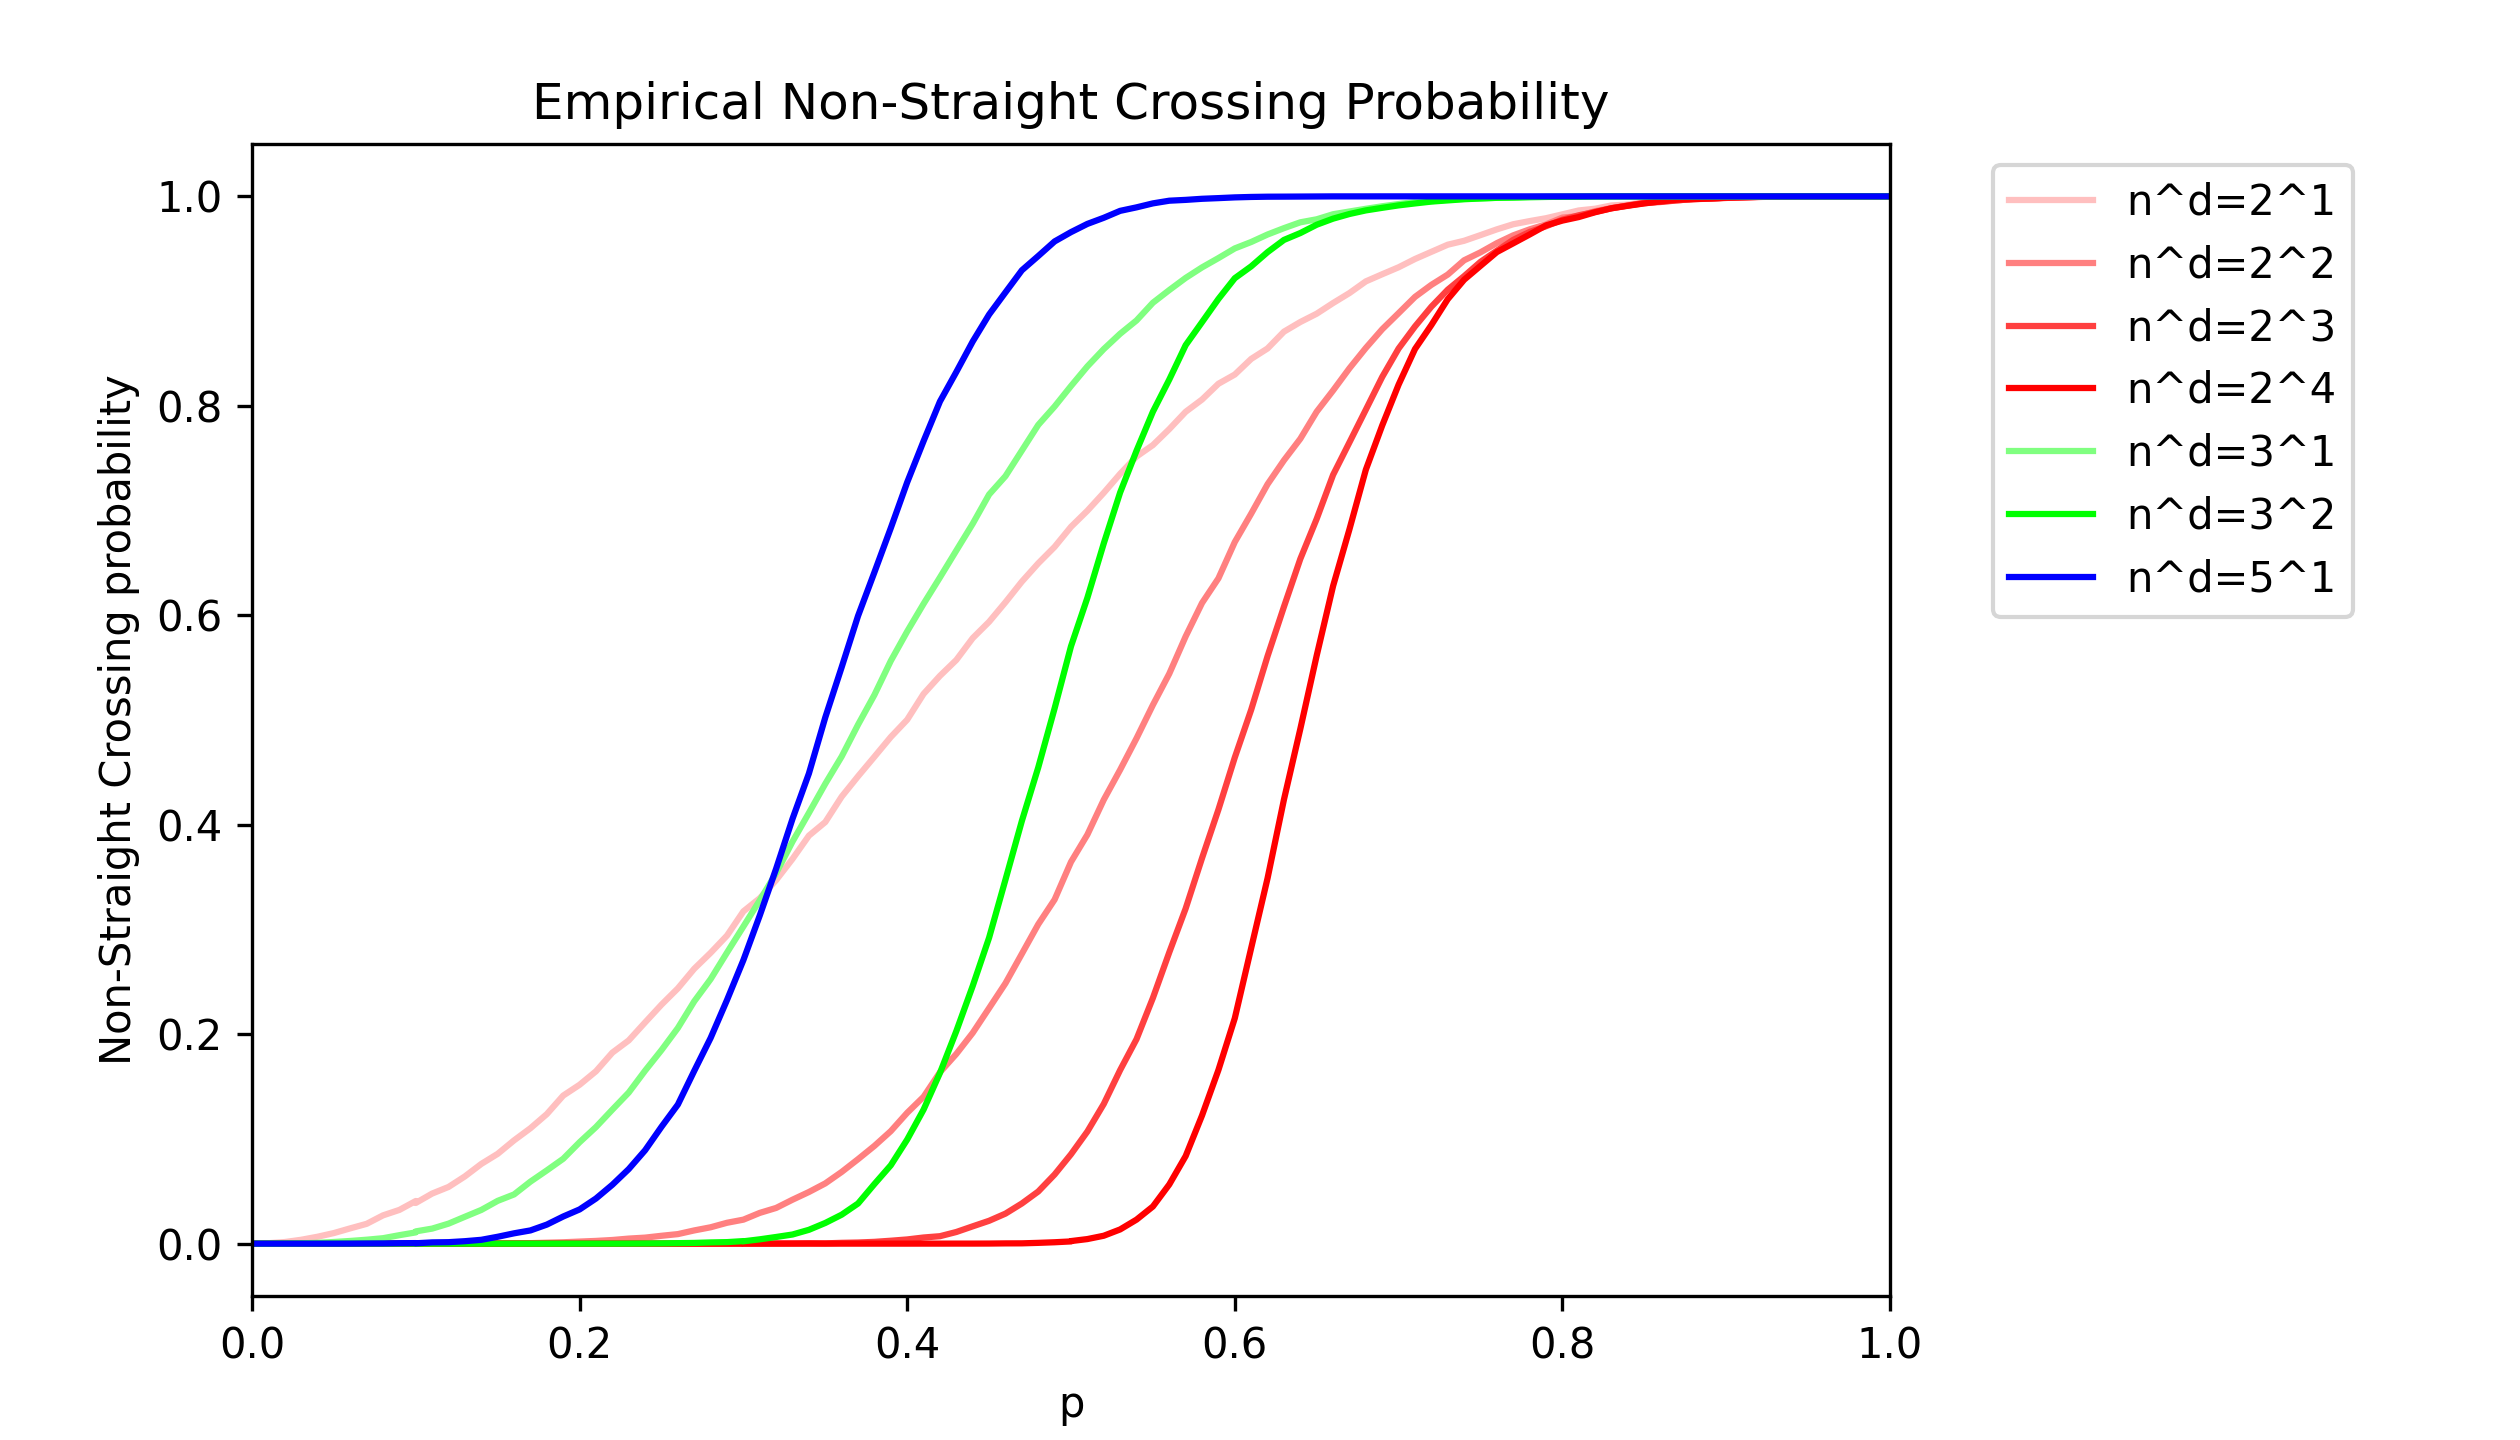 Empirical Non-Straight Crossing Probability
Non-Straight Crossing probability
1.0
0.8
0.6
0.4
0.2
0.0
0.0 0.2 0.4 0.6 0.8 1.0
p
n^d=2^1
n^d=2^2
n^d=2^3
n^d=2^4
n^d=3^1
n^d=3^2
n^d=5^1